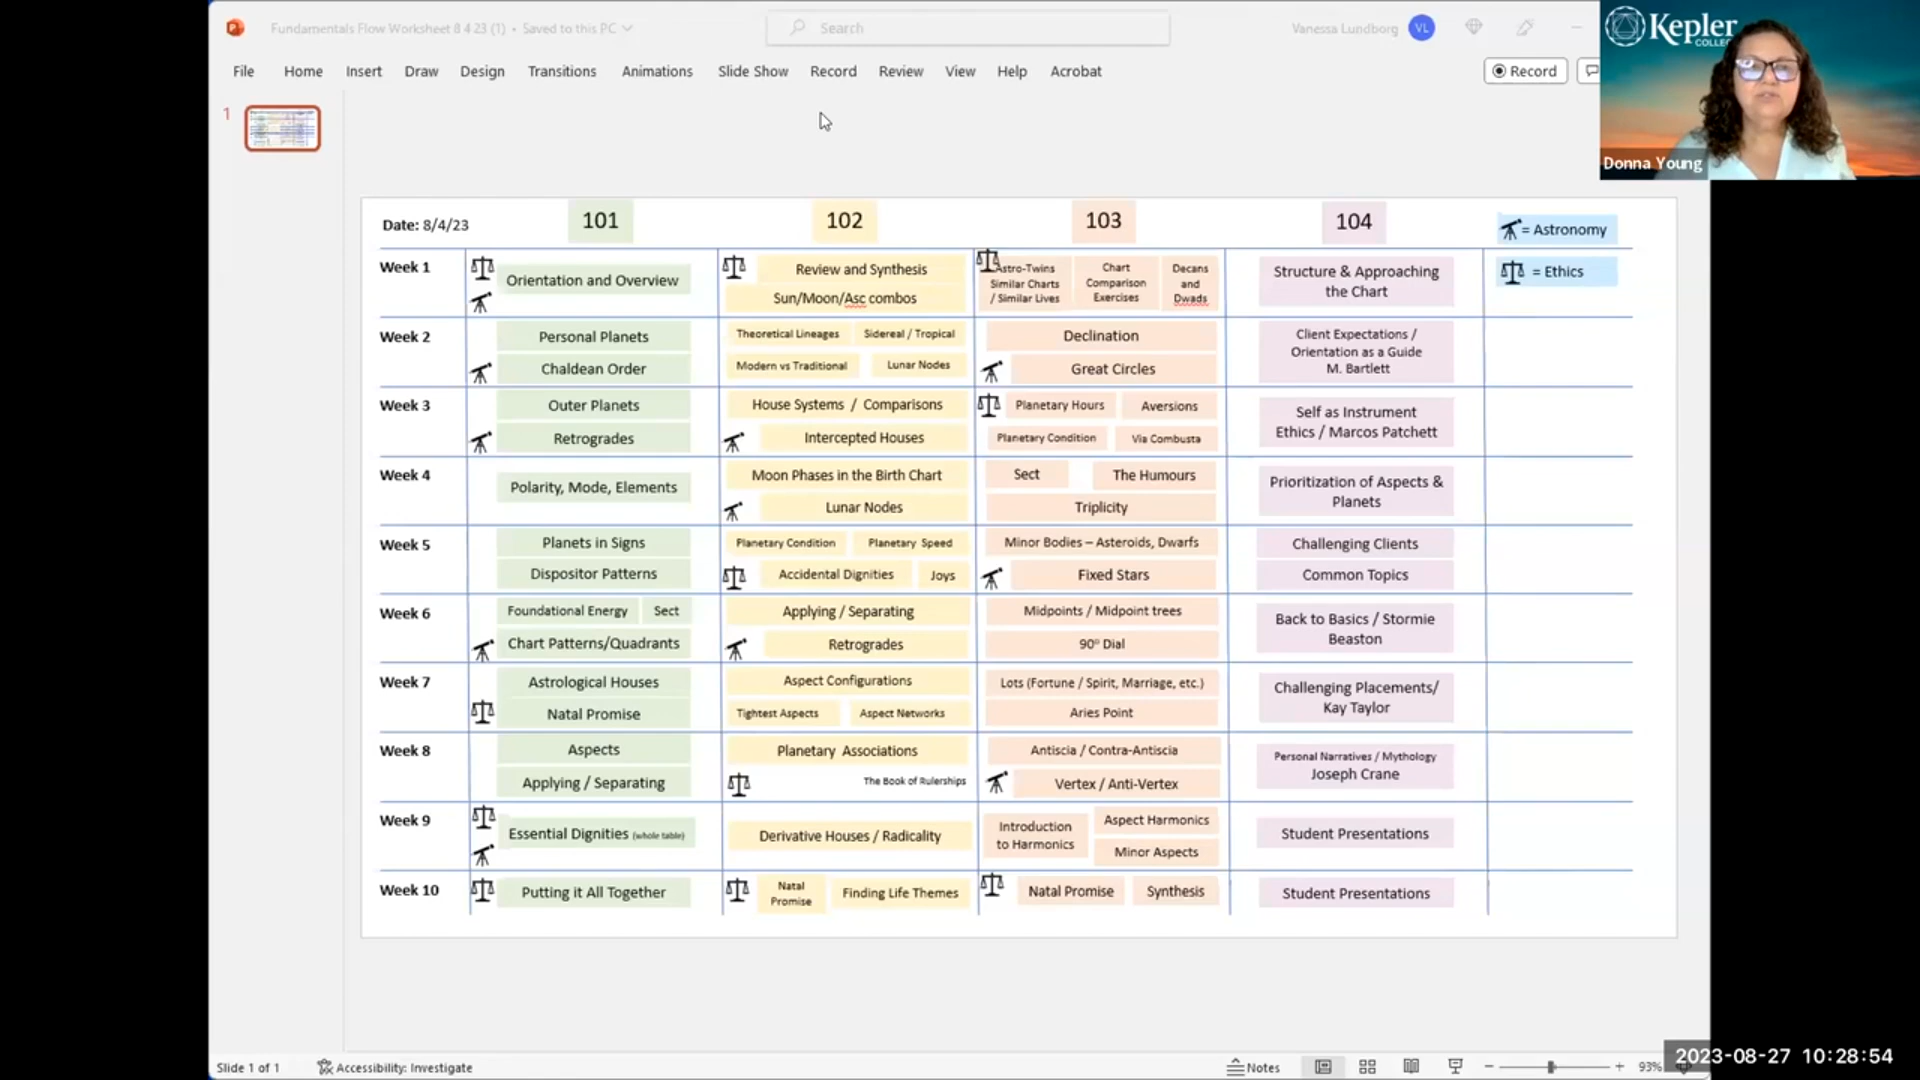 Fundamentals Flow Worksheet 8 4 23 (1) • Saved to this PC
Search
Vanessa Lundborg
VL
Kepler
COLLE
File Home Insert Draw Design Transitions Animations Slide Show Record Review View Help Acrobat
Record
Donna Young
1
Date: 8/4/23
101
102
103
104
= Astronomy
= Ethics
Week 1
Orientation and Overview
Review and Synthesis
Sun/Moon/Asc combos
Astro-Twins
Similar Charts
/ Similar Lives
Chart
Comparison
Exercises
Decans
and
Dwads
Structure & Approaching
the Chart
Week 2
Personal Planets
Chaldean Order
Theoretical Lineages
Sidereal / Tropical
Modern vs Traditional
Lunar Nodes
Declination
Great Circles
Client Expectations /
Orientation as a Guide
M. Bartlett
Week 3
Outer Planets
Retrogrades
House Systems / Comparisons
Intercepted Houses
Planetary Hours
Aversions
Planetary Condition
Via Combusta
Self as Instrument
Ethics / Marcos Patchett
Week 4
Polarity, Mode, Elements
Moon Phases in the Birth Chart
Lunar Nodes
Sect
The Humours
Triplicity
Prioritization of Aspects &
Planets
Week 5
Planets in Signs
Dispositor Patterns
Planetary Condition
Planetary Speed
Accidental Dignities
Joys
Minor Bodies – Asteroids, Dwarfs
Fixed Stars
Challenging Clients
Common Topics
Week 6
Foundational Energy
Sect
Chart Patterns/Quadrants
Applying / Separating
Retrogrades
Midpoints / Midpoint trees
90º Dial
Back to Basics / Stormie
Beaston
Week 7
Astrological Houses
Natal Promise
Aspect Configurations
Tightest Aspects
Aspect Networks
Lots (Fortune / Spirit, Marriage, etc.)
Aries Point
Challenging Placements/
Kay Taylor
Week 8
Aspects
Applying / Separating
Planetary Associations
The Book of Rulerships
Antiscia / Contra-Antiscia
Vertex / Anti-Vertex
Personal Narratives / Mythology
Joseph Crane
Week 9
Essential Dignities (whole table)
Derivative Houses / Radicality
Introduction
to Harmonics
Aspect Harmonics
Minor Aspects
Student Presentations
Week 10
Putting it All Together
Natal
Promise
Finding Life Themes
Natal Promise
Synthesis
Student Presentations
Slide 1 of 1
Accessibility: Investigate
Notes
93%
2023-08-27 10:28:54